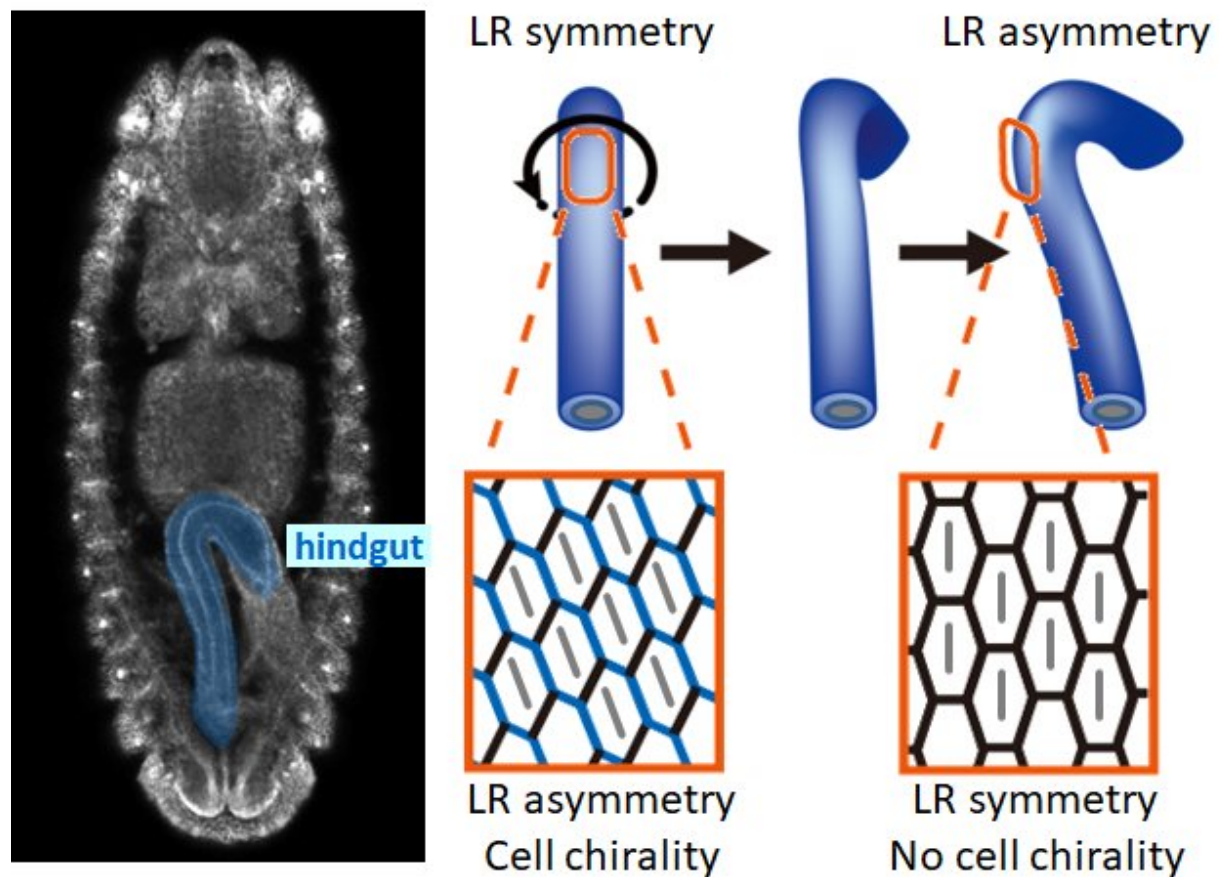 LR symmetry
LR asymmetry
hindgut
LR asymmetry
Cell chirality
LR symmetry
No cell chirality